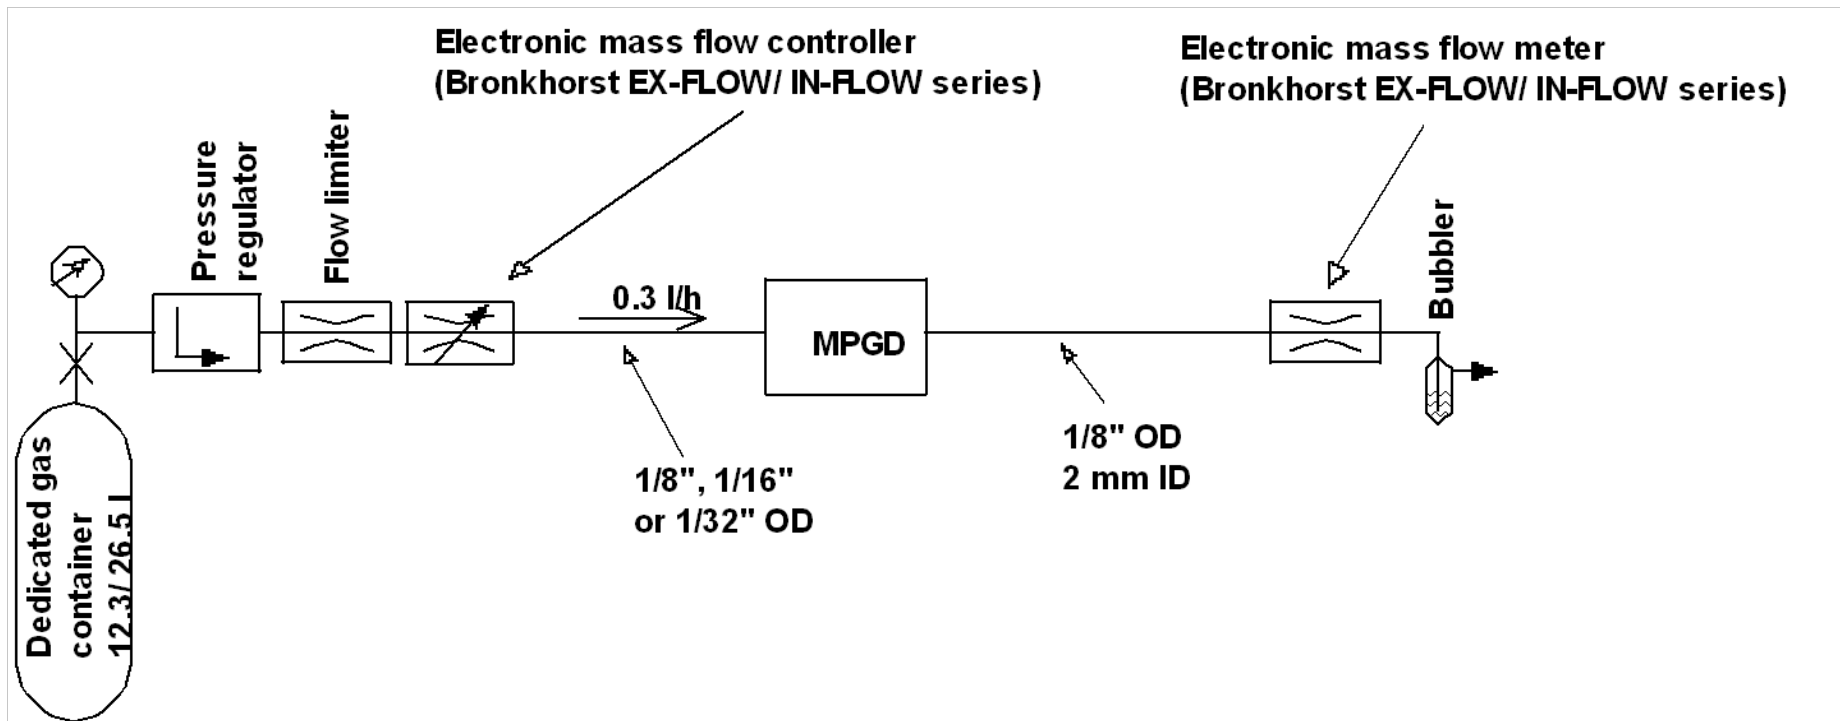 Electronic mass flow controller
(Bronkhorst EX-FLOW/ IN-FLOW series)
Electronic mass flow meter
(Bronkhorst EX-FLOW/ IN-FLOW series)
Pressure
regulator
Flow limiter
0.3 l/h
MPGD
Bubbler
1/8", 1/16"
or 1/32" OD
1/8" OD
2 mm ID
Dedicated gas
container
12.3/ 26.5 l